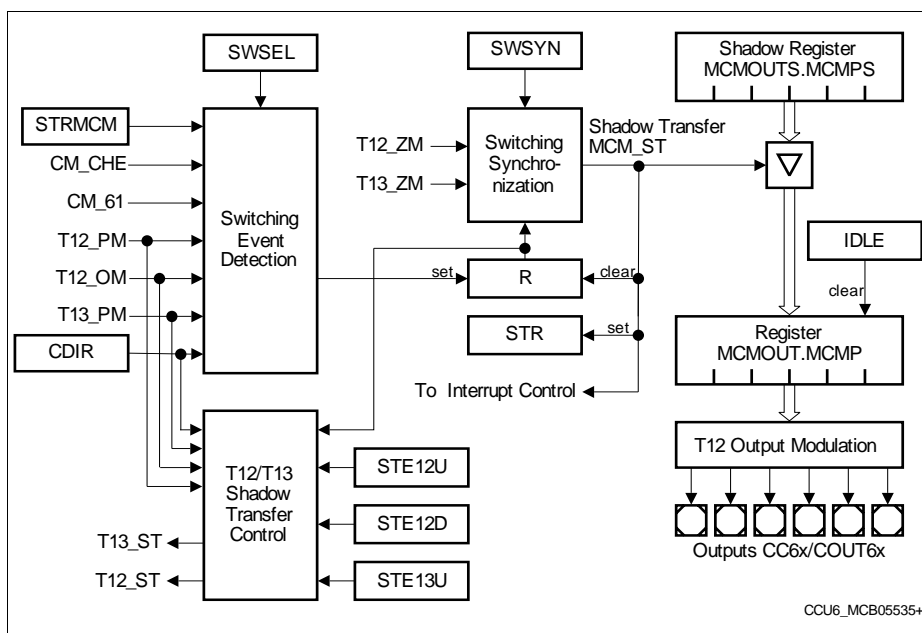 SWSEL
SWSYN
Shadow Register
MCMOUTS.MCMPS
STRMCM
CM_CHE
CM_61
T12_PM
T12_OM
T13_PM
CDIR
Switching
Event
Detection
T12_ZM
T13_ZM
Switching
Synchro-
nization
Shadow Transfer
MCM_ST
IDLE
clear
set
R
clear
STR
set
To Interrupt Control
Register
MCMOUT.MCMP
T12/T13
Shadow
Transfer
Control
STE12U
STE12D
STE13U
T13_ST
T12_ST
T12 Output Modulation
Outputs CC6x/COUT6x
CCU6_MCB05535+